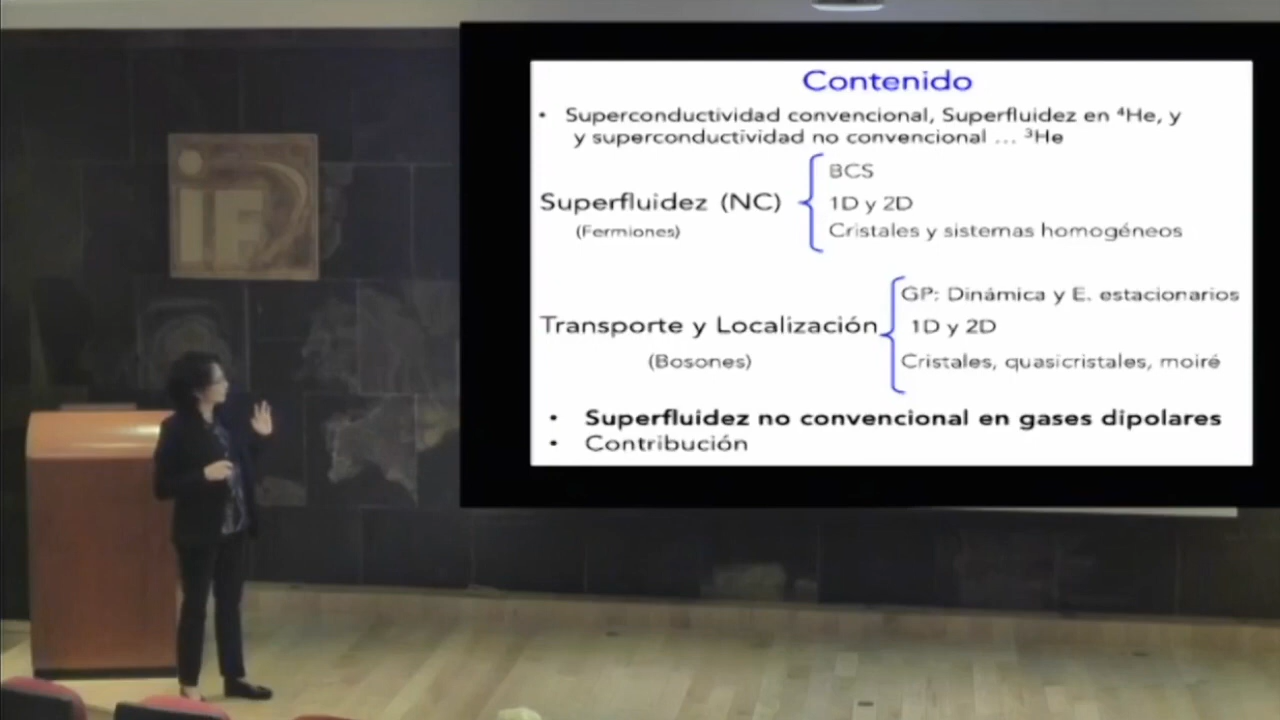 Contenido
• Superconductividad convencional, Superfluidez en ⁴He, y
y superconductividad no convencional ... ³He
Superfluidez (NC)
(Fermiones)
BCS
1D y 2D
Cristales y sistemas homogéneos
Transporte y Localización
(Bosones)
GP: Dinámica y E. estacionarios
1D y 2D
Cristales, quasicristales, moiré
• Superfluidez no convencional en gases dipolares
• Contribución
iF